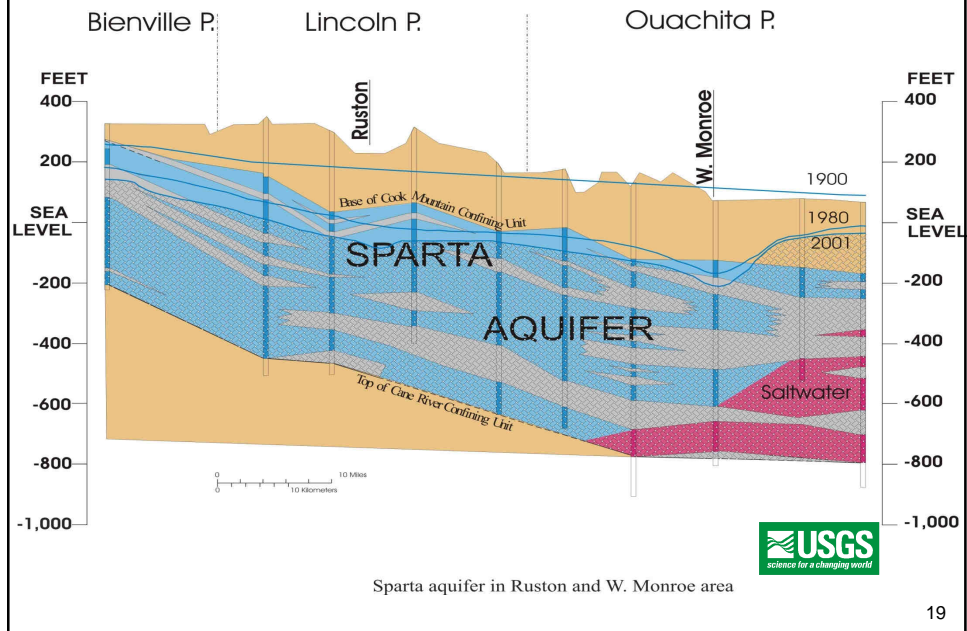 Bienville P. Lincoln P. Ouachita P.
FEET FEET
400 400
Ruston W. Monroe
200 200
1900
Base of Cook Mountain Confining Unit
SEA LEVEL 1980 SEA LEVEL
2001
SPARTA
-200 -200
AQUIFER
-400 -400
Saltwater
Top of Cane River Confining Unit
-600 -600
-800 -800
0 10 Miles
0 10 Kilometers
-1,000 -1,000
USGS
science for a changing world
Sparta aquifer in Ruston and W. Monroe area
19